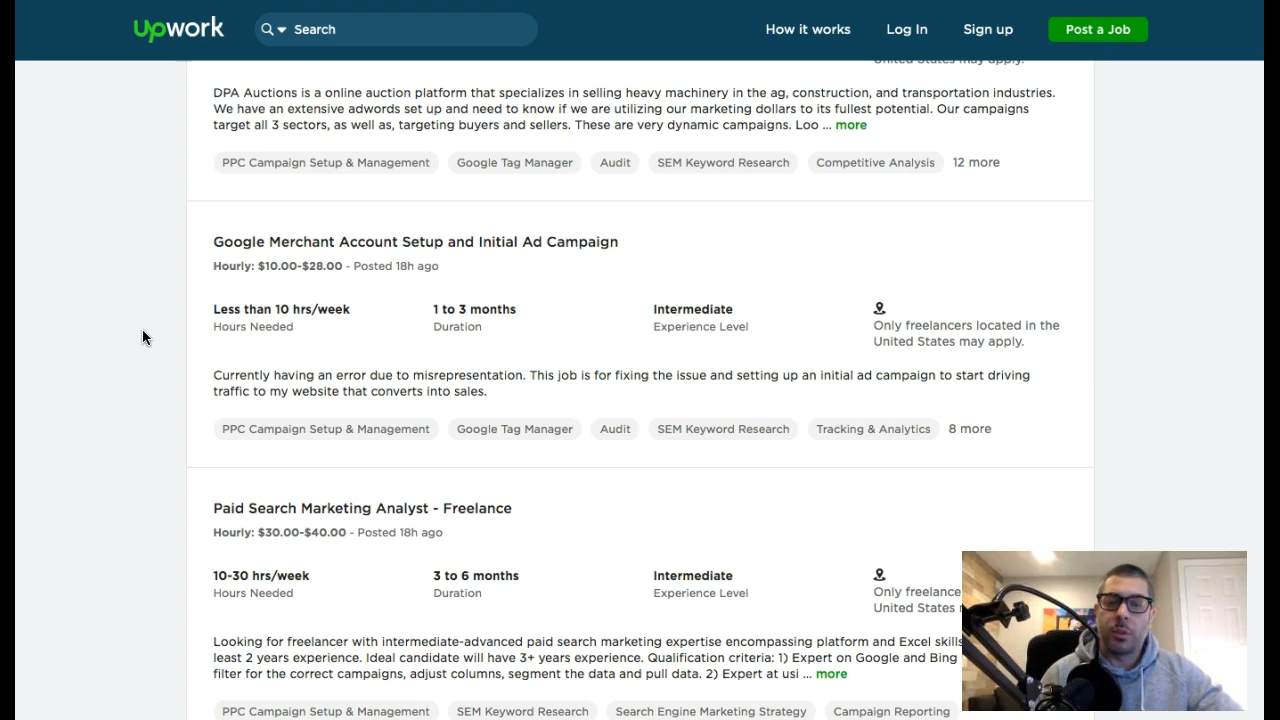 Upwork
Search
How it works
Log In
Sign up
Post a Job
United States may apply.
DPA Auctions is a online auction platform that specializes in selling heavy machinery in the ag, construction, and transportation industries.
We have an extensive adwords set up and need to know if we are utilizing our marketing dollars to its fullest potential. Our campaigns
target all 3 sectors, as well as, targeting buyers and sellers. These are very dynamic campaigns. Loo ... more
PPC Campaign Setup & Management Google Tag Manager Audit SEM Keyword Research Competitive Analysis 12 more
Google Merchant Account Setup and Initial Ad Campaign
Hourly: $10.00-$28.00 - Posted 18h ago
Less than 10 hrs/week 1 to 3 months Intermediate
Hours Needed Duration Experience Level
Only freelancers located in the
United States may apply.
Currently having an error due to misrepresentation. This job is for fixing the issue and setting up an initial ad campaign to start driving
traffic to my website that converts into sales.
PPC Campaign Setup & Management Google Tag Manager Audit SEM Keyword Research Tracking & Analytics 8 more
Paid Search Marketing Analyst - Freelance
Hourly: $30.00-$40.00 - Posted 18h ago
10-30 hrs/week 3 to 6 months Intermediate
Hours Needed Duration Experience Level
Only freelance
United States
Looking for freelancer with intermediate-advanced paid search marketing expertise encompassing platform and Excel skills
least 2 years experience. Ideal candidate will have 3+ years experience. Qualification criteria: 1) Expert on Google and Bing
filter for the correct campaigns, adjust columns, segment the data and pull data. 2) Expert at usi ... more
PPC Campaign Setup & Management SEM Keyword Research Search Engine Marketing Strategy Campaign Reporting